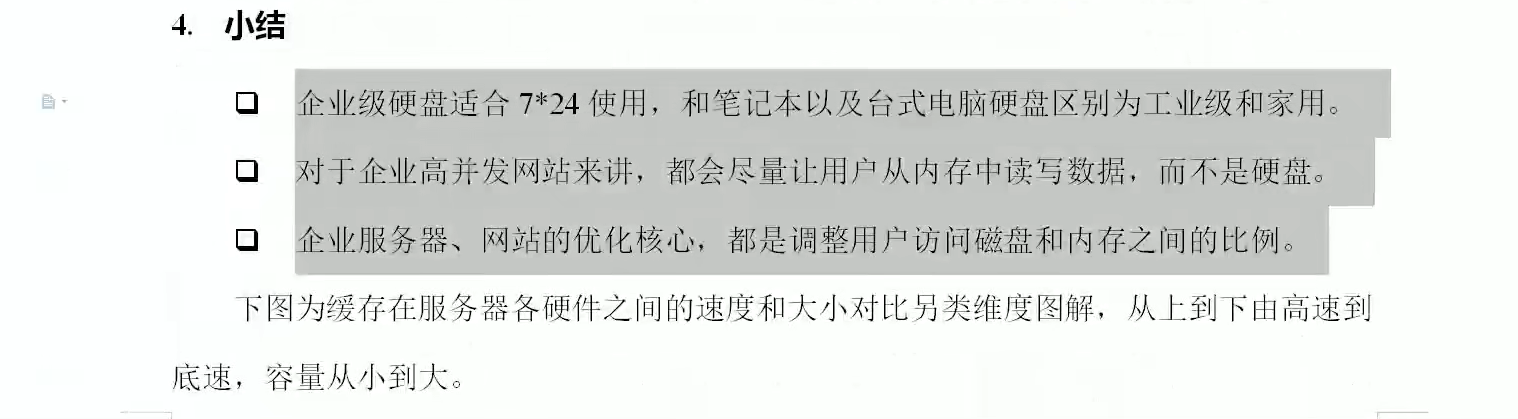 4. 小结
❑ 企业级硬盘适合 7*24 使用，和笔记本以及台式电脑硬盘区别为工业级和家用。
❑ 对于企业高并发网站来讲，都会尽量让用户从内存中读写数据，而不是硬盘。
❑ 企业服务器、网站的优化核心，都是调整用户访问磁盘和内存之间的比例。
下图为缓存在服务器各硬件之间的速度和大小对比另类维度图解，从上到下由高速到
底速，容量从小到大。